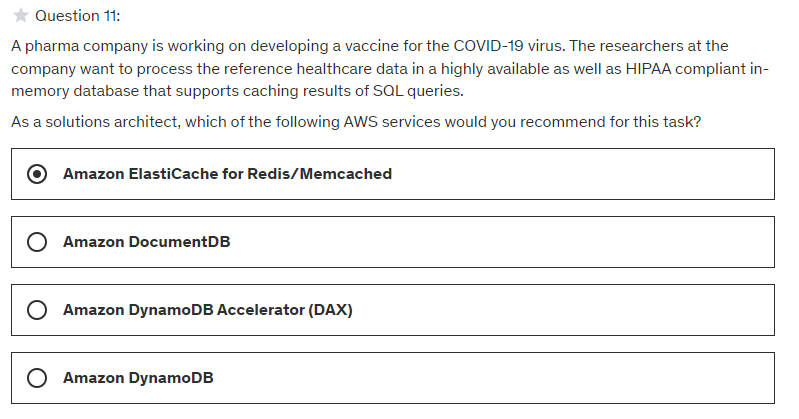 Question 11:
A pharma company is working on developing a vaccine for the COVID-19 virus. The researchers at the
company want to process the reference healthcare data in a highly available as well as HIPAA compliant in-
memory database that supports caching results of SQL queries.
As a solutions architect, which of the following AWS services would you recommend for this task?
Amazon ElastiCache for Redis/Memcached
Amazon DocumentDB
Amazon DynamoDB Accelerator (DAX)
Amazon DynamoDB